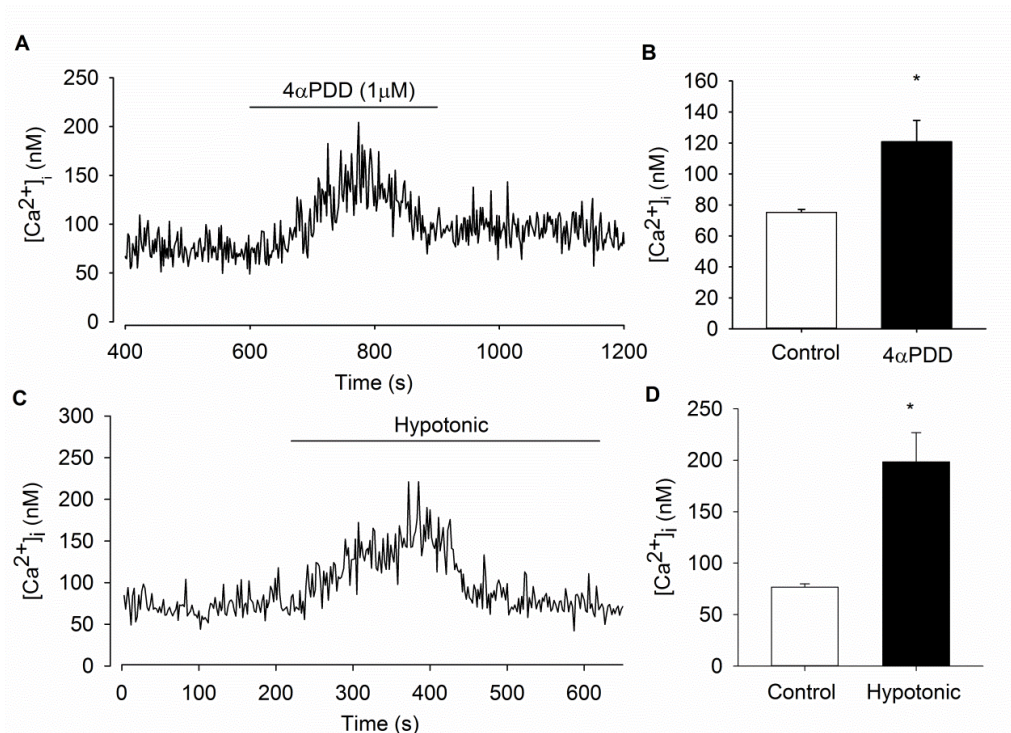 A
[Ca2+]i (nM)
250
200
150
100
50
0
4αPDD (1μM)
400 600 800 1000 1200
Time (s)
B
[Ca2+]i (nM)
160
140
120
100
80
60
40
20
0
*
Control 4αPDD
C
[Ca2+]i (nM)
300
250
200
150
100
50
0
Hypotonic
0 100 200 300 400 500 600
Time (s)
D
[Ca2+]i (nM)
250
200
150
100
50
0
*
Control Hypotonic